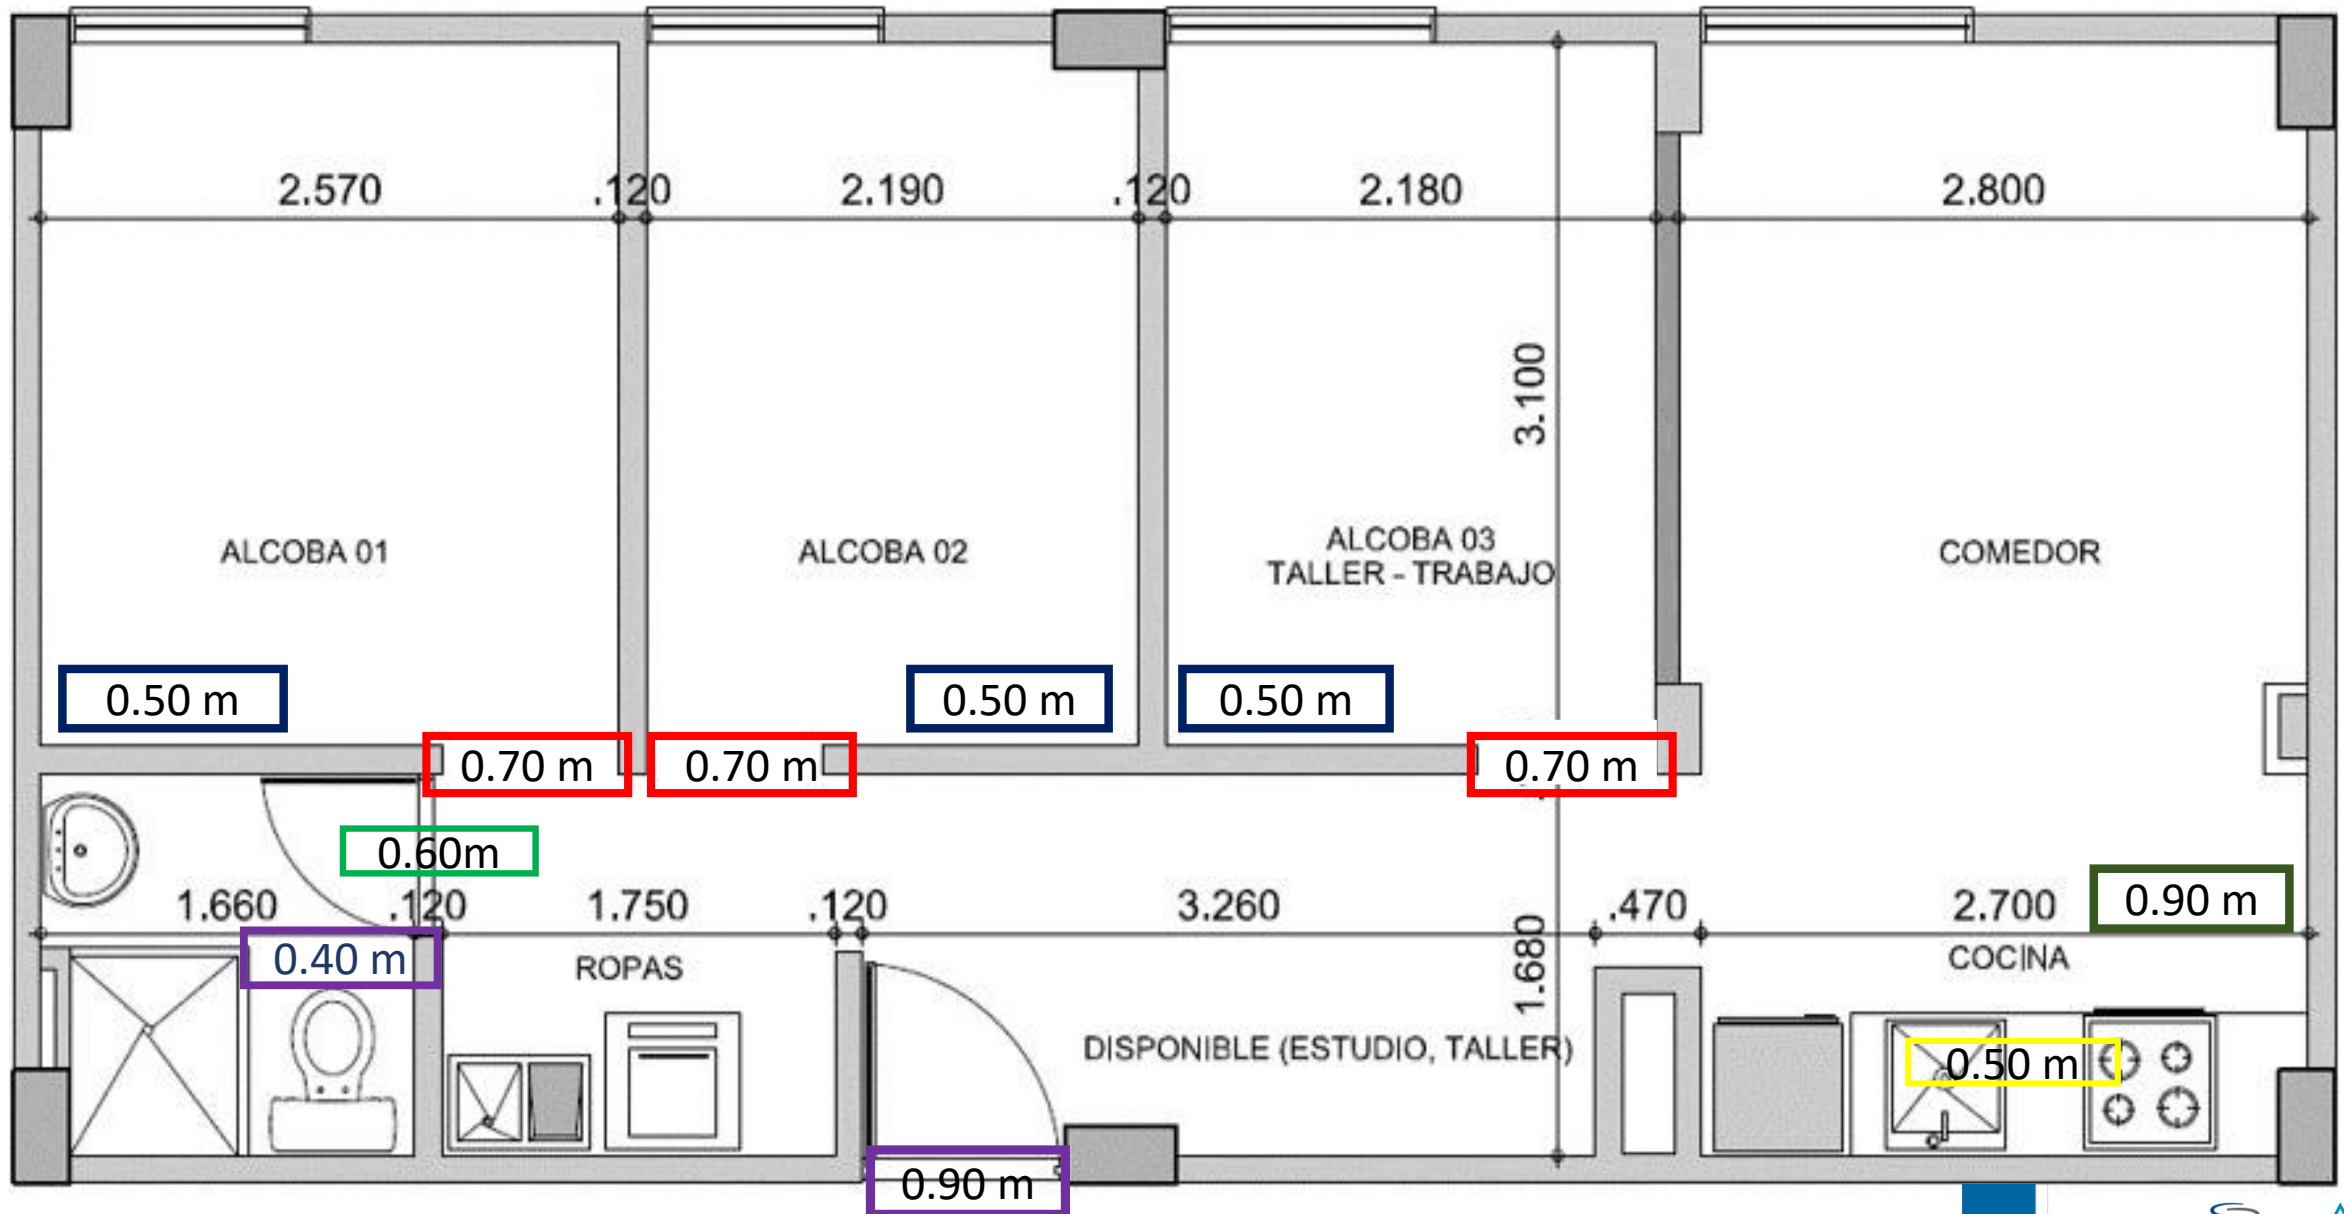 2.570
.120
2.190
.120
2.180
2.800
3.100
ALCOBA 01
ALCOBA 02
ALCOBA 03
TALLER - TRABAJO
COMEDOR
0.50 m
0.50 m
0.50 m
0.70 m
0.70 m
0.70 m
0.60m
0.90 m
1.660
.120
1.750
.120
3.260
.470
2.700
0.40 m
ROPAS
1.680
COCINA
DISPONIBLE (ESTUDIO, TALLER)
0.50 m
0.90 m